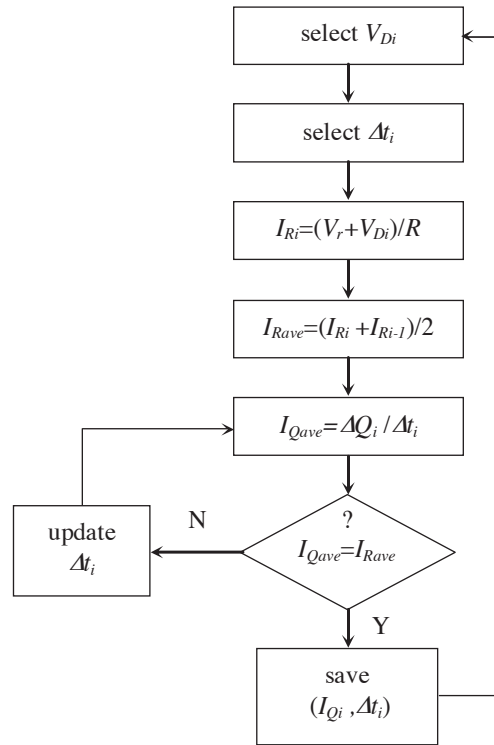 select V_Di
select Δt_i
I_Ri=(V_r+V_Di)/R
I_Rave=(I_Ri +I_Ri-1)/2
I_Qave=ΔQ_i /Δt_i
N
?
I_Qave=I_Rave
update
Δt_i
Y
save
(I_Qi ,Δt_i)